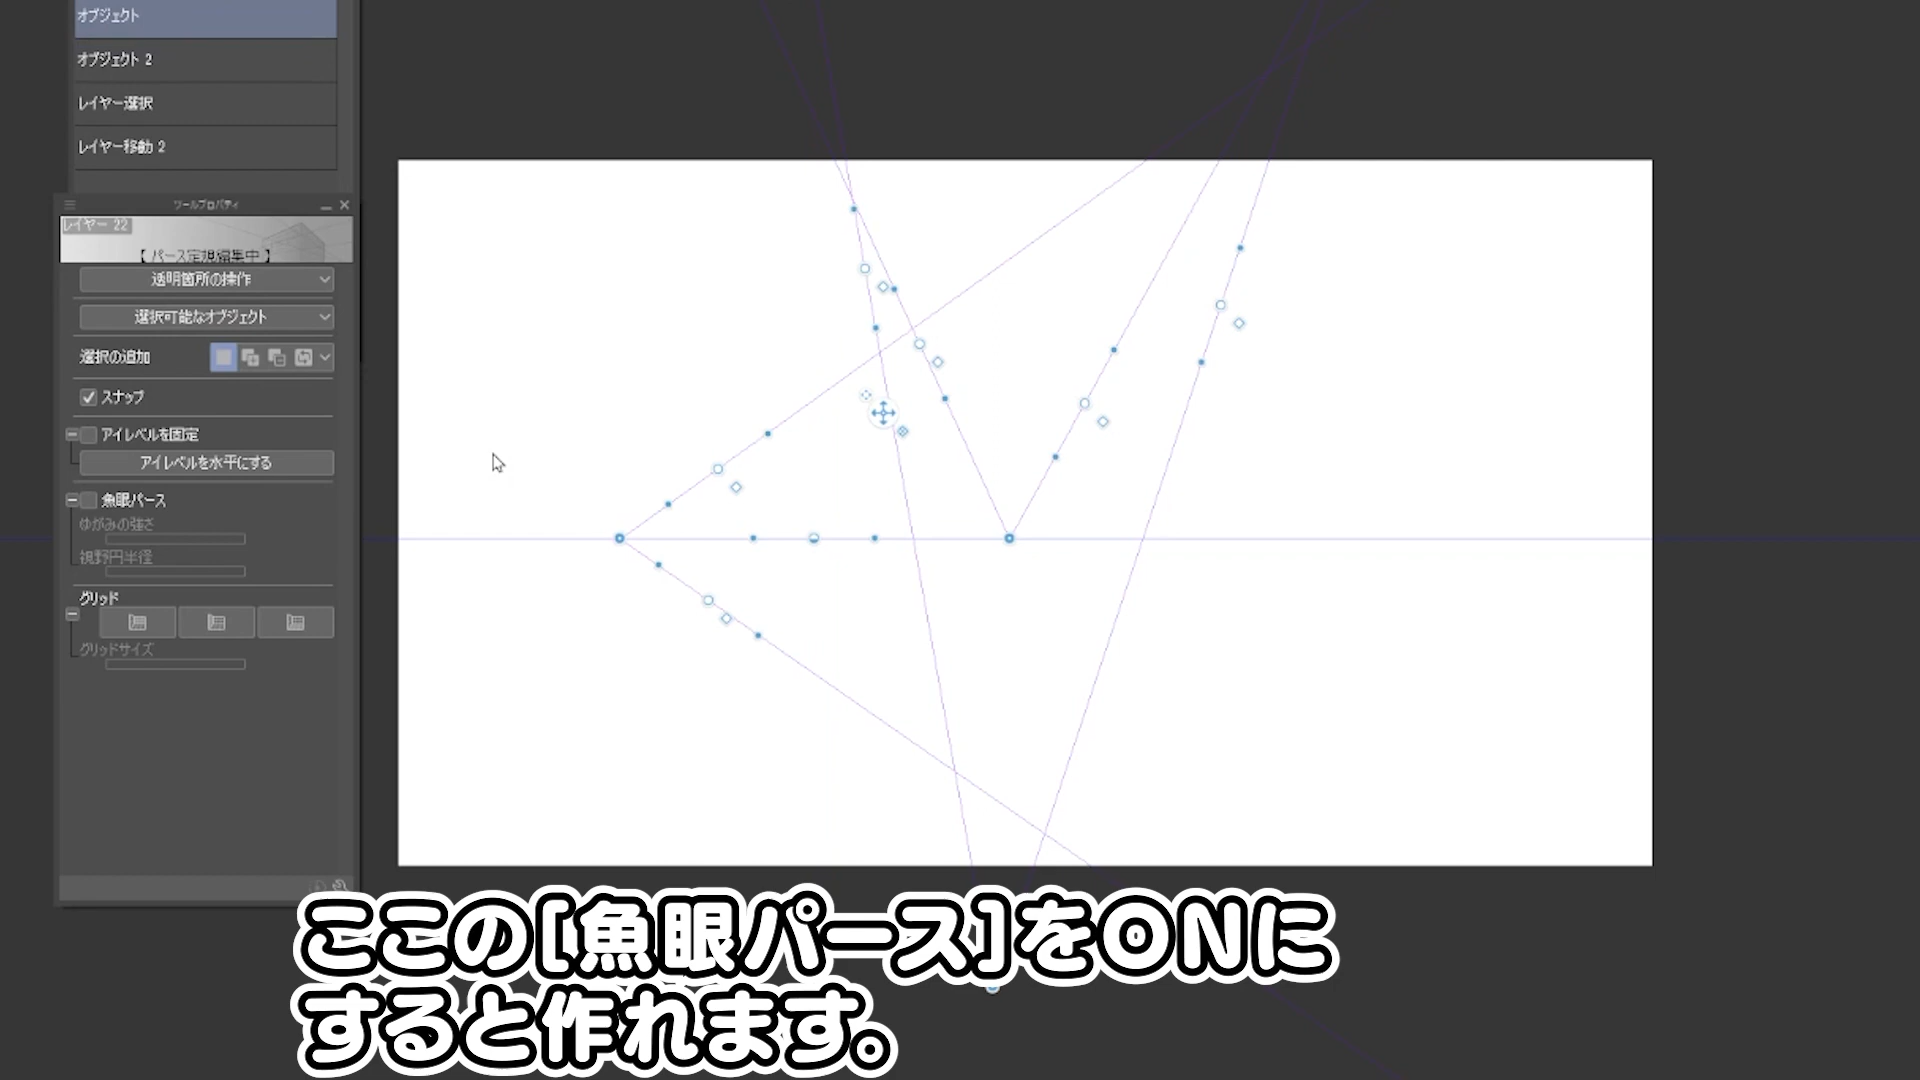 オブジェクト
オブジェクト 2
レイヤー選択
レイヤー移動 2
ツールプロパティ
レイヤー 22
【 パース定規編集中 】
透明箇所の操作
選択可能なオブジェクト
選択の追加
スナップ
アイレベルを固定
アイレベルを水平にする
魚眼パース
ゆがみの強さ
視野円半径
グリッド
グリッドサイズ
ここの[魚眼パース]をONに
すると作れます。